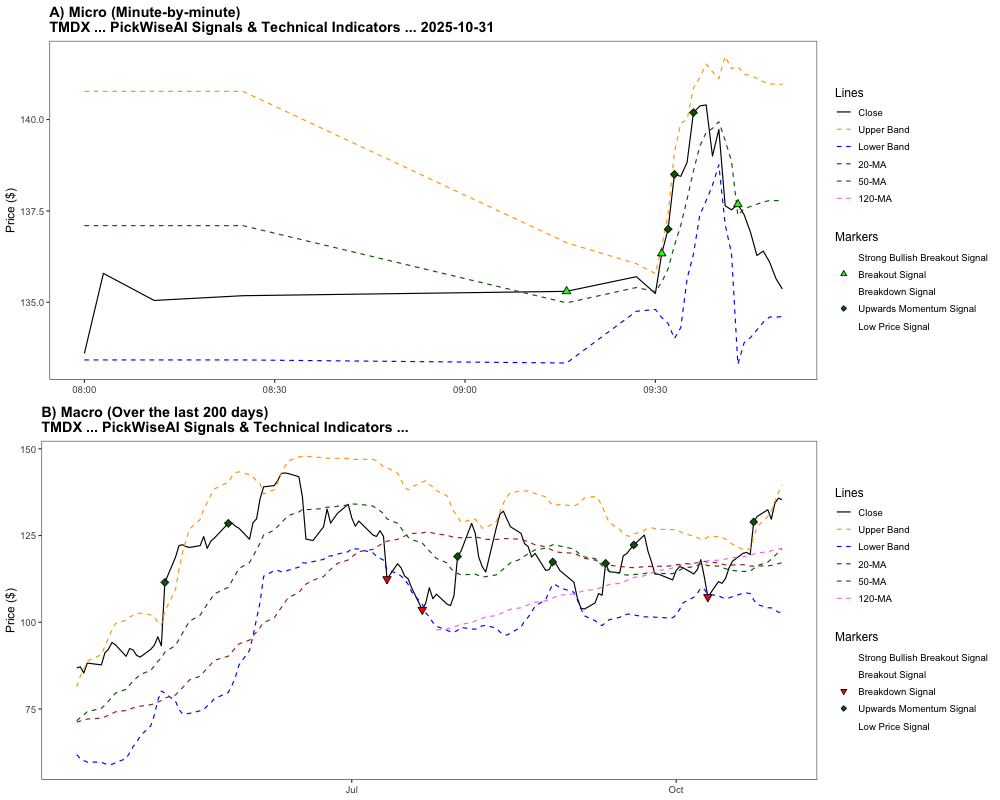 A) Micro (Minute-by-minute)
TMDX ... PickWiseAI Signals & Technical Indicators ... 2025-10-31
Price ($)
140.0
137.5
135.0
08:00
08:30
09:00
09:30
Lines
Close
Upper Band
Lower Band
20-MA
50-MA
120-MA
Markers
Strong Bullish Breakout Signal
Breakout Signal
Breakdown Signal
Upwards Momentum Signal
Low Price Signal
B) Macro (Over the last 200 days)
TMDX ... PickWiseAI Signals & Technical Indicators ...
Price ($)
150
125
100
75
Jul
Oct
Lines
Close
Upper Band
Lower Band
20-MA
50-MA
120-MA
Markers
Strong Bullish Breakout Signal
Breakout Signal
Breakdown Signal
Upwards Momentum Signal
Low Price Signal